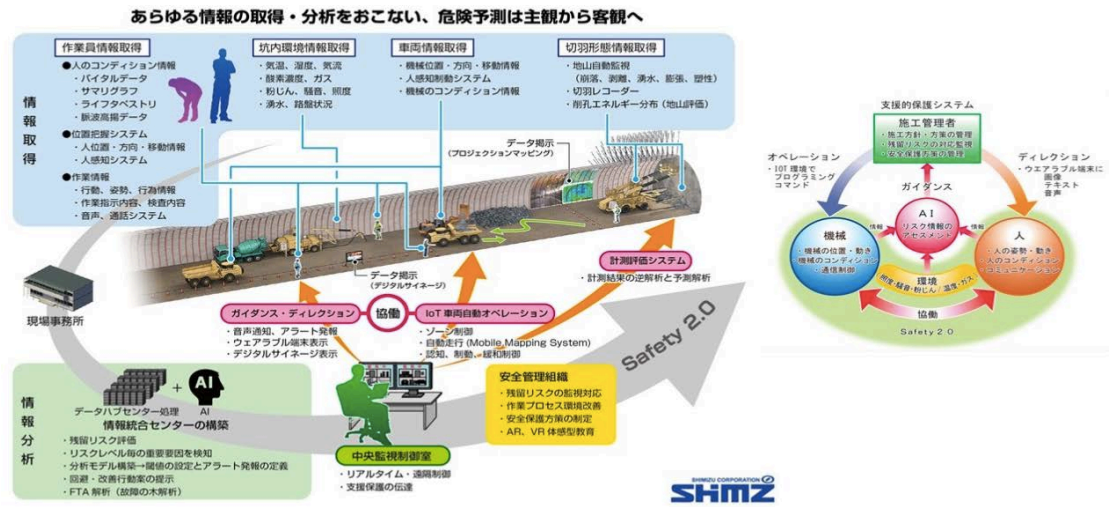 あらゆる情報の取得・分析をおこない、危険予測は主観から客観へ
情報取得
作業員情報取得
●人のコンディション情報
・バイタルデータ
・サマリグラフ
・ライフタペストリ
・脈波高揚データ
●位置把握システム
・人位置・方向・移動情報
・人感知システム
●作業情報
・行動、姿勢、行為情報
・作業指示内容、検査内容
・音声、通話システム
坑内環境情報取得
・気温、湿度、気流
・酸素濃度、ガス
・粉じん、騒音、照度
・湧水、路盤状況
車両情報取得
・機械位置・方向・移動情報
・人感知制動システム
・機械のコンディション情報
切羽形態情報取得
・地山自動監視
（崩落、剥離、湧水、膨張、塑性）
・切羽レコーダー
・削孔エネルギー分布（地山評価）
データ掲示
（プロジェクションマッピング）
データ掲示
（デジタルサイネージ）
計測評価システム
・計測結果の逆解析と予測解析
現場事務所
ガイダンス・ディレクション
・音声通知、アラート発報
・ウェアラブル端末表示
・デジタルサイネージ表示
協働
IoT 車両自動オペレーション
・ゾーン制御
・自動走行 (Mobile Mapping System)
・認知、制動、緩和制御
Safety 2.0
情報分析
データハブセンター処理
+
AI
AI
情報統合センターの構築
・残留リスク評価
・リスクレベル毎の重要要因を検知
・分析モデル構築→閾値の設定とアラート発報の定義
・回避・改善行動案の提示
・FTA 解析（故障の木解析）
中央監視制御室
・リアルタイム・遠隔制御
・支援保護の伝達
安全管理組織
・残留リスクの監視対応
・作業プロセス環境改善
・安全保護方策の制定
・AR、VR 体感型教育
SHIMIZU CORPORATION
SHIMZ
支援的保護システム
施工管理者
・施工方針・方策の管理
・残留リスクの対応監視
・安全保護方策の管理
オペレーション
・IOT 環境で
プログラミング
コマンド
ディレクション
・ウエアラブル端末に
画像
テキスト
音声
ガイダンス
AI
リスク情報の
アセスメント
情報
情報
機械
・機械の位置・動き
機械のコンディション
・通信制御
人
・人の姿勢・動き
・人のコンディション
・コミュニケーション
環境
照度・騒音・粉じん / 温度・ガス
協働
Safety 2.0